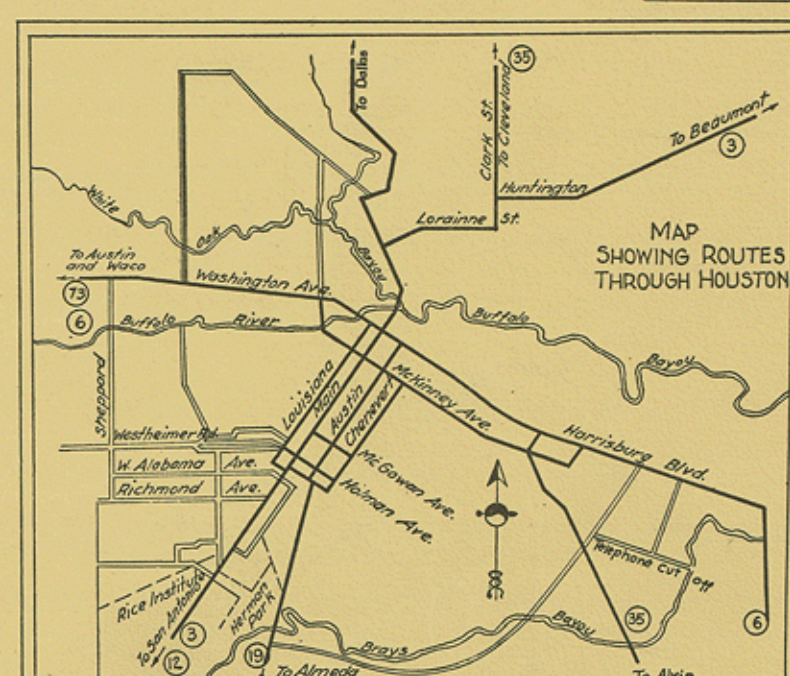 To Dallas
35
Clark St.
To Cleveland
To Beaumont
3
Huntington
Lorainne St.
White
Oak
Bayou
MAP
SHOWING ROUTES
THROUGH HOUSTON
To Austin
and Waco
Washington Ave.
73
6
Buffalo River
Buffalo
Bayou
Sheppard
Louisiana
Main
Austin
Chenevert
McKinney Ave.
Westheimer Rd.
Harrisburg Blvd.
W. Alabama Ave.
McGowen Ave.
Richmond Ave.
Holman Ave.
Telephone cut off
Rice Institute
To San Antonio
Herman
Park
3
12
19
Brays
Bayou
35
6
To Almeda
To Alvin